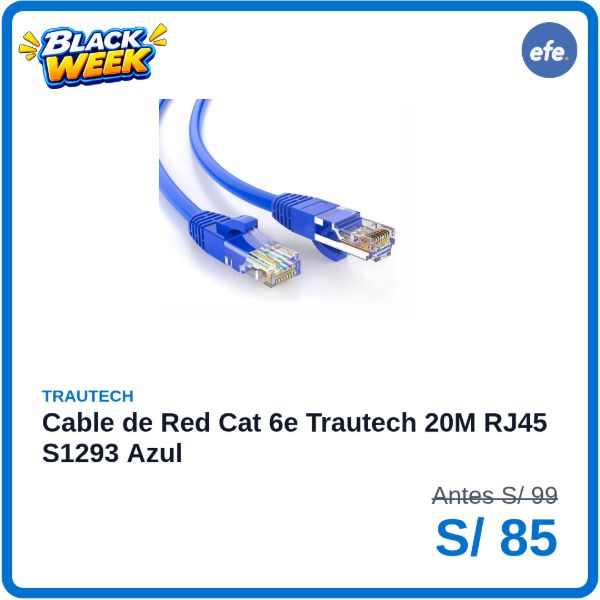 BLACK
WEEK
efe.
TRAUTECH
Cable de Red Cat 6e Trautech 20M RJ45
S1293 Azul
Antes S/ 99
S/ 85